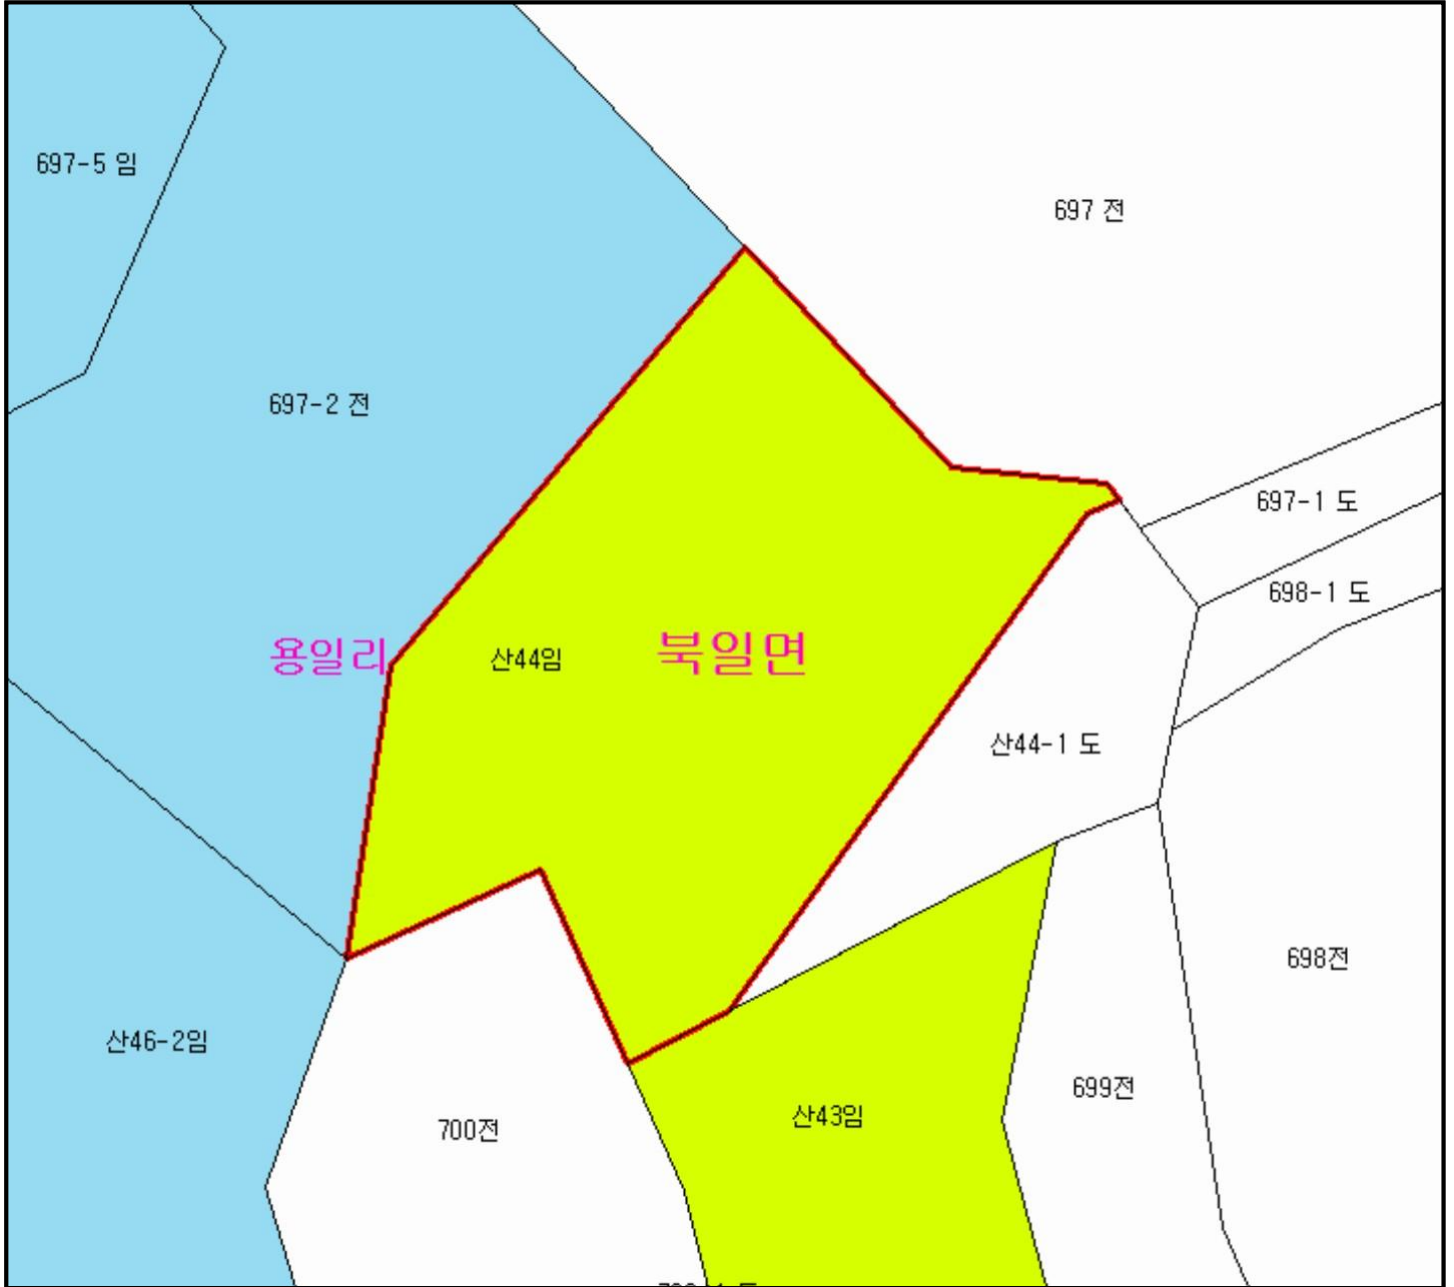 697-5 임
697 전
697-2 전
697-1 도
698-1 도
용일리
산44임
북일면
산44-1 도
698전
산46-2임
699전
산43임
700전